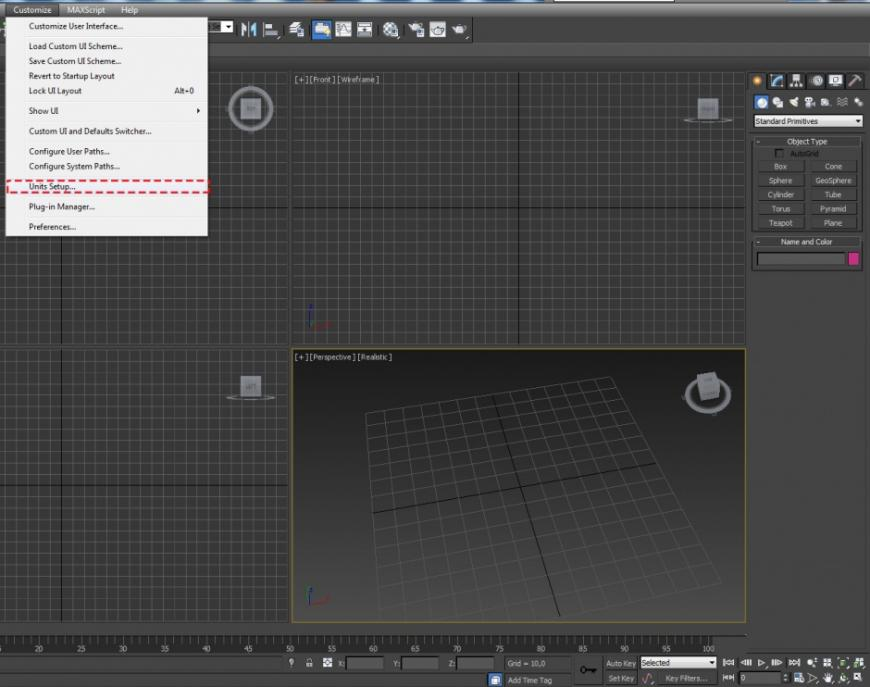 Customize MAXScript Help
Customize User Interface...
Load Custom UI Scheme...
Save Custom UI Scheme...
Revert to Startup Layout
Lock UI Layout Alt+0
Show UI
Custom UI and Defaults Switcher...
Configure User Paths...
Configure System Paths...
Units Setup...
Plug-in Manager...
Preferences...
[+][Front][Wireframe]
[+][Perspective][Realistic]
Standard Primitives
- Object Type
AutoGrid
Box Cone
Sphere GeoSphere
Cylinder Tube
Torus Pyramid
Teapot Plane
- Name and Color
20 25 30 35 40 45 50 55 60 65 70 75 80 85 90 95 100
X: Y: Z: Grid = 10,0 Auto Key Selected
Add Time Tag Set Key Key Filters... 0